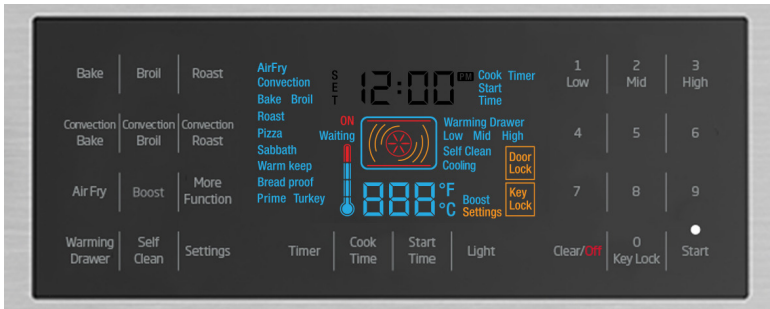 Bake
Broil
Roast
Convection
Bake
Convection
Broil
Convection
Roast
Air Fry
Boost
More
Function
Warming
Drawer
Self
Clean
Settings
AirFry
Convection
Bake Broil
Roast
Pizza
Sabbath
Warm keep
Bread proof
Prime Turkey
SET
12:00
PM
Cook Timer
Start
Time
ON
Waiting
Warming Drawer
Low Mid High
Self Clean
Cooling
Door
Lock
888
°F
°C
Boost
Settings
Key
Lock
Timer
Cook
Time
Start
Time
Light
1
Low
2
Mid
3
High
4
5
6
7
8
9
Clear/Off
0
Key Lock
Start